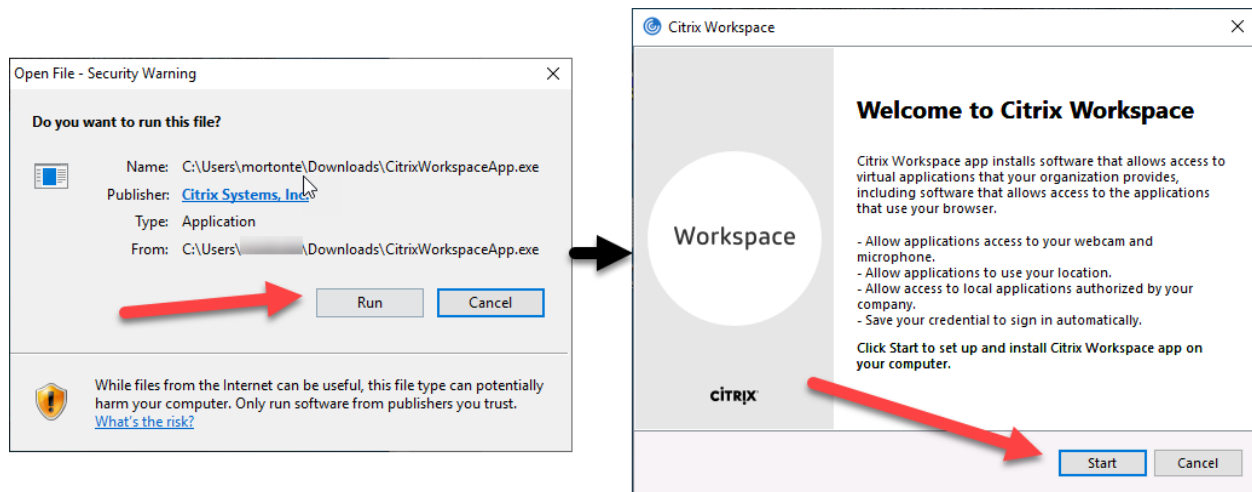 Open File - Security Warning
Do you want to run this file?
Name: C:\Users\mortonte\Downloads\CitrixWorkspaceApp.exe
Publisher: Citrix Systems, Inc.
Type: Application
From: C:\Users\ \Downloads\CitrixWorkspaceApp.exe
Run Cancel
While files from the Internet can be useful, this file type can potentially
harm your computer. Only run software from publishers you trust.
What's the risk?
Citrix Workspace
Welcome to Citrix Workspace
Citrix Workspace app installs software that allows access to
virtual applications that your organization provides,
including software that allows access to the applications
that use your browser.
- Allow applications access to your webcam and
microphone.
- Allow applications to use your location.
- Allow access to local applications authorized by your
company.
- Save your credential to sign in automatically.
Click Start to set up and install Citrix Workspace app on
your computer.
Workspace
CİTRIX
Start Cancel